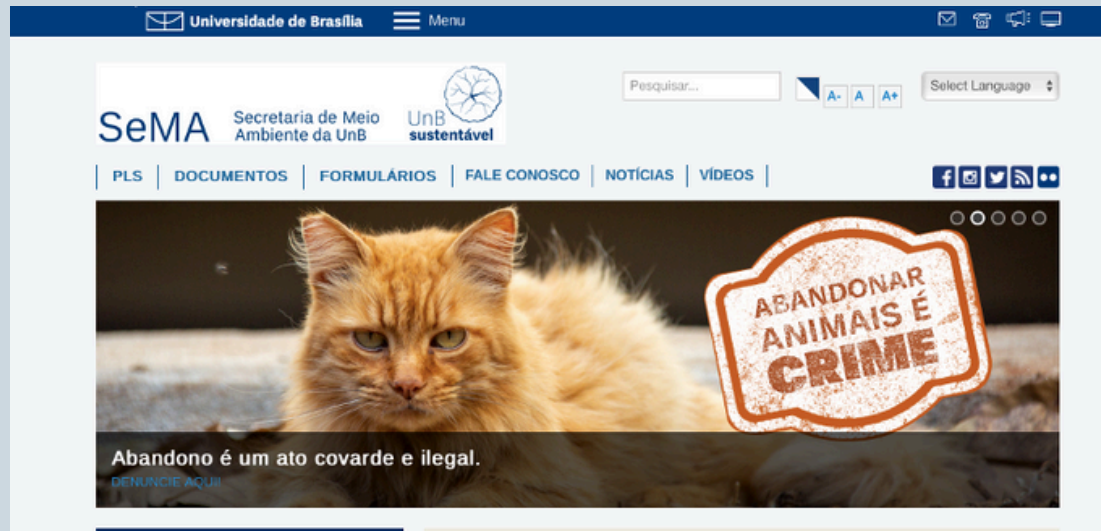 Universidade de Brasília Menu
Pesquisar... A- A A+ Select Language
SeMA Secretaria de Meio Ambiente da UnB UnB sustentável
PLS DOCUMENTOS FORMULÁRIOS FALE CONOSCO NOTÍCIAS VÍDEOS
ABANDONAR
ANIMAIS É
CRIME
Abandono é um ato covarde e ilegal.
DENUNCIE AQUI!